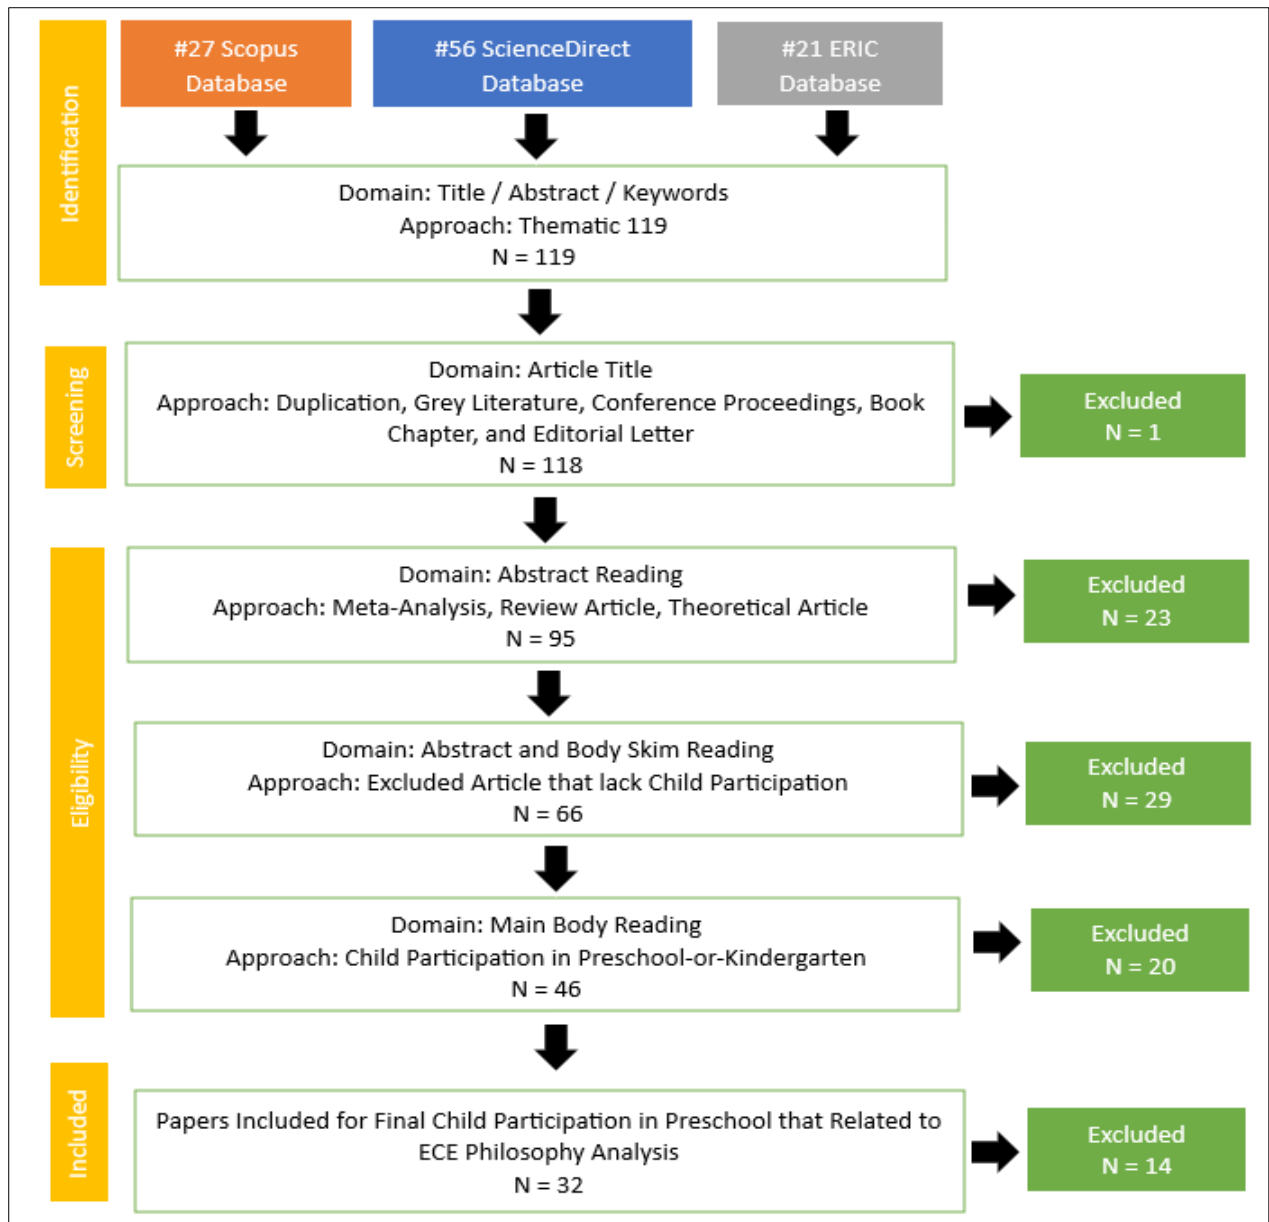 Identification
#27 Scopus
Database
#56 ScienceDirect
Database
#21 ERIC
Database
Domain: Title / Abstract / Keywords
Approach: Thematic 119
N = 119
Screening
Domain: Article Title
Approach: Duplication, Grey Literature, Conference Proceedings, Book
Chapter, and Editorial Letter
N = 118
Excluded
N = 1
Eligibility
Domain: Abstract Reading
Approach: Meta-Analysis, Review Article, Theoretical Article
N = 95
Excluded
N = 23
Domain: Abstract and Body Skim Reading
Approach: Excluded Article that lack Child Participation
N = 66
Excluded
N = 29
Domain: Main Body Reading
Approach: Child Participation in Preschool-or-Kindergarten
N = 46
Excluded
N = 20
Included
Papers Included for Final Child Participation in Preschool that Related to
ECE Philosophy Analysis
N = 32
Excluded
N = 14